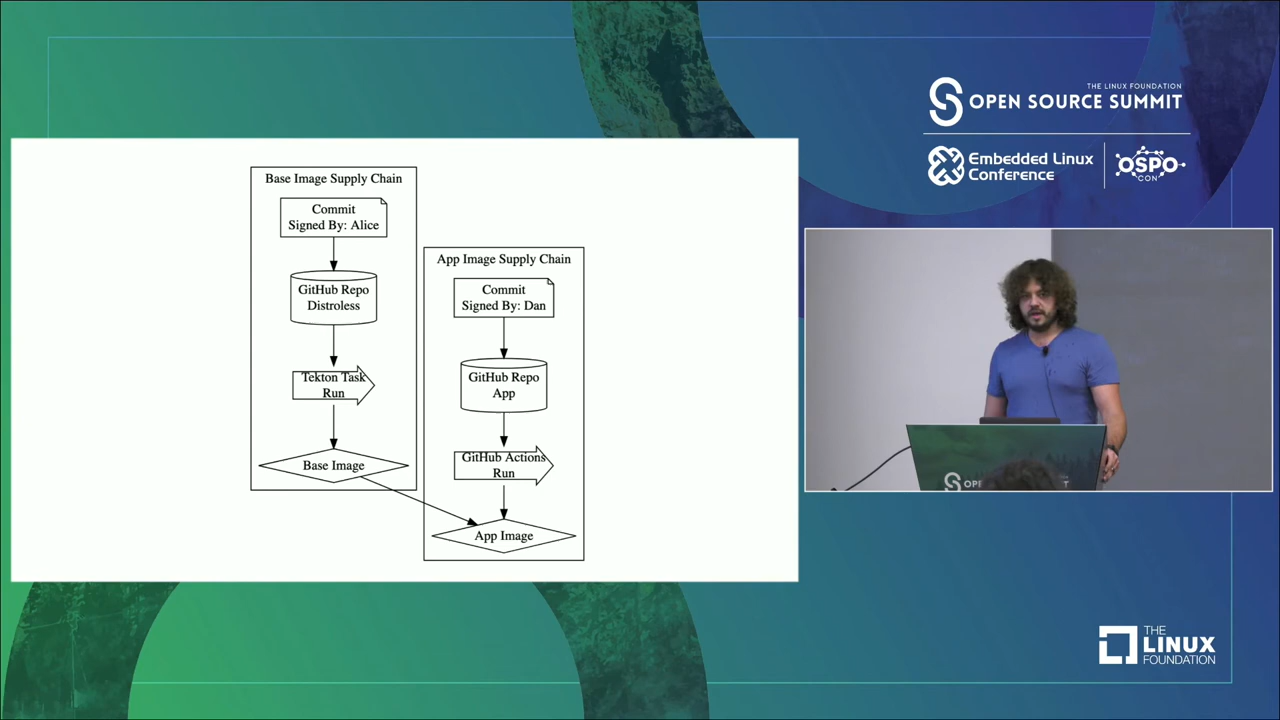 Base Image Supply Chain
Commit
Signed By: Alice
GitHub Repo
Distroless
Tekton Task
Run
Base Image
App Image Supply Chain
Commit
Signed By: Dan
GitHub Repo
App
GitHub Actions
Run
App Image
THE LINUX FOUNDATION
OPEN SOURCE SUMMIT
Embedded Linux
Conference
OSPO
CON
THE
LINUX
FOUNDATION